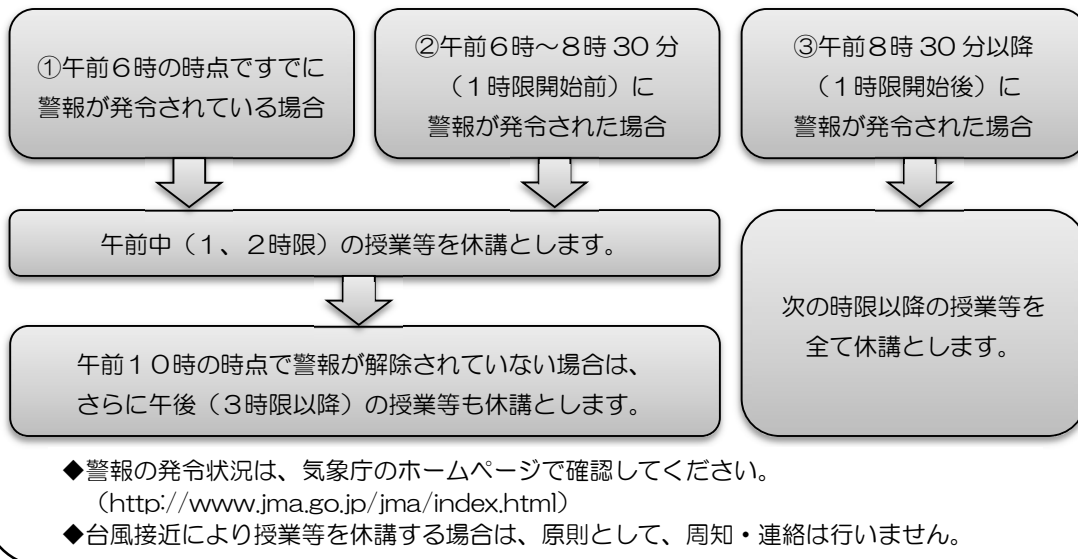 ①午前６時の時点ですでに
警報が発令されている場合
②午前６時～８時30分
（１時限開始前）に
警報が発令された場合
③午前８時30分以降
（１時限開始後）に
警報が発令された場合
午前中（１、２時限）の授業等を休講とします。
午前１０時の時点で警報が解除されていない場合は、
さらに午後（３時限以降）の授業等も休講とします。
次の時限以降の授業等を
全て休講とします。
◆警報の発令状況は、気象庁のホームページで確認してください。
（http://www.jma.go.jp/jma/index.html）
◆台風接近により授業等を休講する場合は、原則として、周知・連絡は行いません。